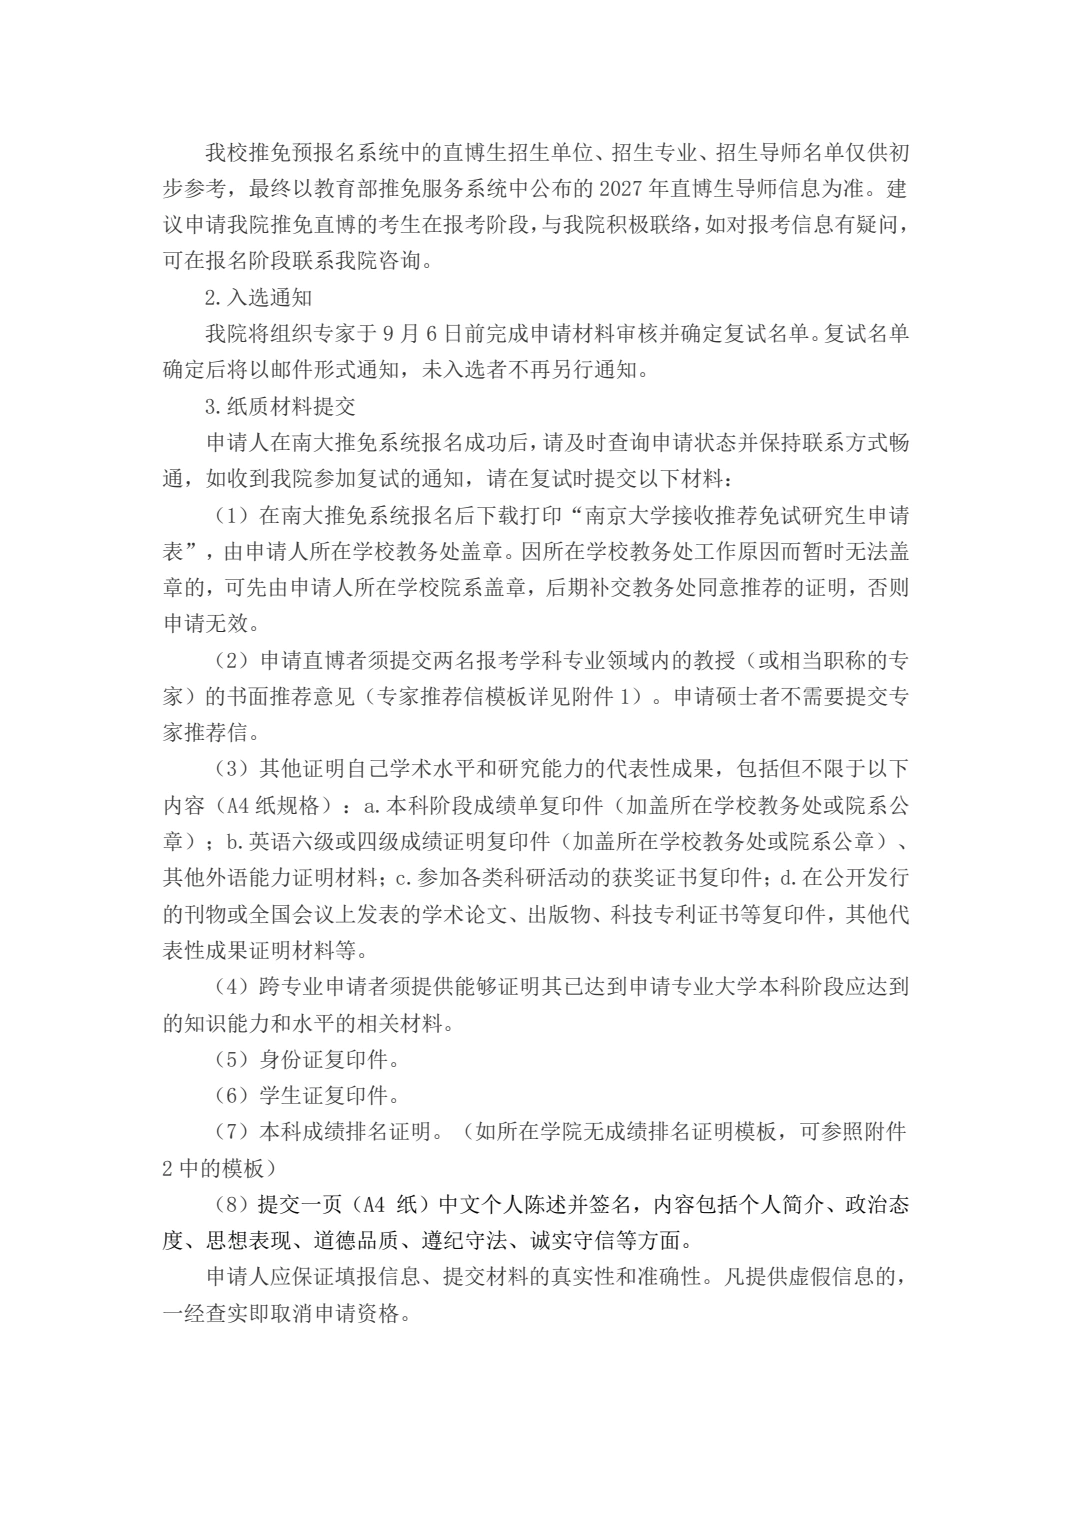 我校推免预报名系统中的直博生招生单位、招生专业、招生导师名单仅供初
步参考，最终以教育部推免服务系统中公布的 2027 年直博生导师信息为准。建
议申请我院推免直博的考生在报考阶段，与我院积极联络，如对报考信息有疑问，
可在报名阶段联系我院咨询。
2.入选通知
我院将组织专家于 9 月 6 日前完成申请材料审核并确定复试名单。复试名单
确定后将以邮件形式通知，未入选者不再另行通知。
3.纸质材料提交
申请人在南大推免系统报名成功后，请及时查询申请状态并保持联系方式畅
通，如收到我院参加复试的通知，请在复试时提交以下材料：
（1）在南大推免系统报名后下载打印“南京大学接收推荐免试研究生申请
表”，由申请人所在学校教务处盖章。因所在学校教务处工作原因而暂时无法盖
章的，可先由申请人所在学校院系盖章，后期补交教务处同意推荐的证明，否则
申请无效。
（2）申请直博者须提交两名报考学科专业领域内的教授（或相当职称的专
家）的书面推荐意见（专家推荐信模板详见附件 1）。申请硕士者不需要提交专
家推荐信。
（3）其他证明自己学术水平和研究能力的代表性成果，包括但不限于以下
内容（A4 纸规格）：a.本科阶段成绩单复印件（加盖所在学校教务处或院系公
章）；b.英语六级或四级成绩证明复印件（加盖所在学校教务处或院系公章）、
其他外语能力证明材料；c.参加各类科研活动的获奖证书复印件；d.在公开发行
的刊物或全国会议上发表的学术论文、出版物、科技专利证书等复印件，其他代
表性成果证明材料等。
（4）跨专业申请者须提供能够证明其已达到申请专业大学本科阶段应达到
的知识能力和水平的相关材料。
（5）身份证复印件。
（6）学生证复印件。
（7）本科成绩排名证明。（如所在学院无成绩排名证明模板，可参照附件
2 中的模板）
（8）提交一页（A4 纸）中文个人陈述并签名，内容包括个人简介、政治态
度、思想表现、道德品质、遵纪守法、诚实守信等方面。
申请人应保证填报信息、提交材料的真实性和准确性。凡提供虚假信息的，
一经查实即取消申请资格。